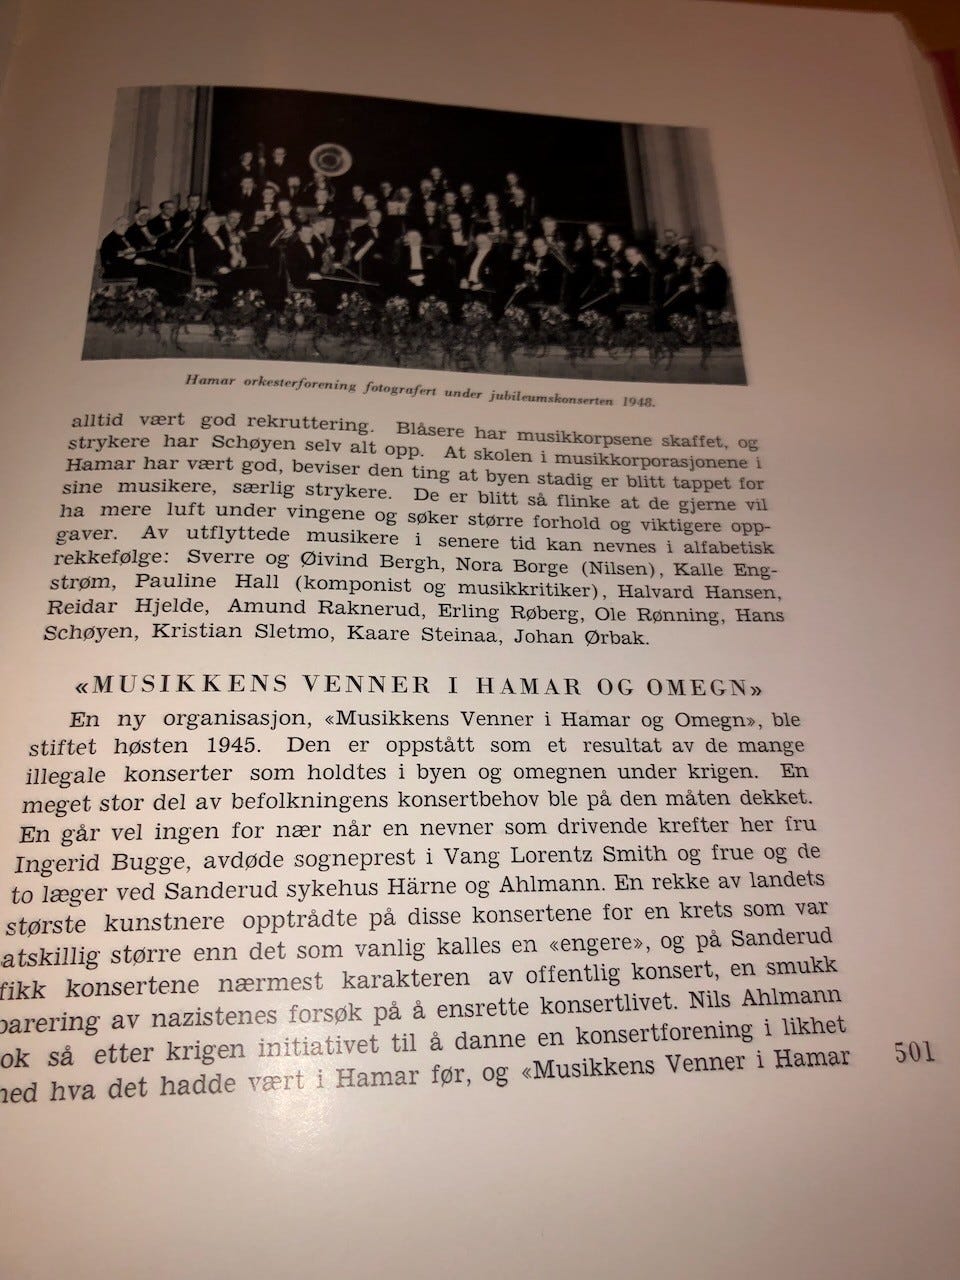 Hamar orkesterforening fotografert under jubileumskonserten 1948.
alltid vært god rekruttering. Blåsere har musikkorpsene skaffet, og
strykere har Schøyen selv alt opp. At skolen i musikkorporasjonene i
Hamar har vært god, beviser den ting at byen stadig er blitt tappet for
sine musikere, særlig strykere. De er blitt så flinke at de gjerne vil
ha mere luft under vingene og søker større forhold og viktigere opp-
gaver. Av utflyttede musikere i senere tid kan nevnes i alfabetisk
rekkefølge: Sverre og Øivind Bergh, Nora Borge (Nilsen), Kalle Eng-
strøm, Pauline Hall (komponist og musikkritiker), Halvard Hansen,
Reidar Hjelde, Amund Raknerud, Erling Røberg, Ole Rønning, Hans
Schøyen, Kristian Sletmo, Kaare Steinaa, Johan Ørbak.
«MUSIKKENS VENNER I HAMAR OG OMEGN»
En ny organisasjon, «Musikkens Venner i Hamar og Omegn», ble
stiftet høsten 1945. Den er oppstått som et resultat av de mange
illegale konserter som holdtes i byen og omegnen under krigen. En
meget stor del av befolkningens konsertbehov ble på den måten dekket.
En går vel ingen for nær når en nevner som drivende krefter her fru
Ingerid Bugge, avdøde sogneprest i Vang Lorentz Smith og frue og de
to læger ved Sanderud sykehus Härne og Ahlmann. En rekke av landets
største kunstnere opptrådte på disse konsertene for en krets som var
atskillig større enn det som vanlig kalles en «engere», og på Sanderud
fikk konsertene nærmest karakteren av offentlig konsert, en smukk
parering av nazistenes forsøk på å ensrette konsertlivet. Nils Ahlmann
ok så etter krigen initiativet til å danne en konsertforening i likhet
med hva det hadde vært i Hamar før, og «Musikkens Venner i Hamar
501